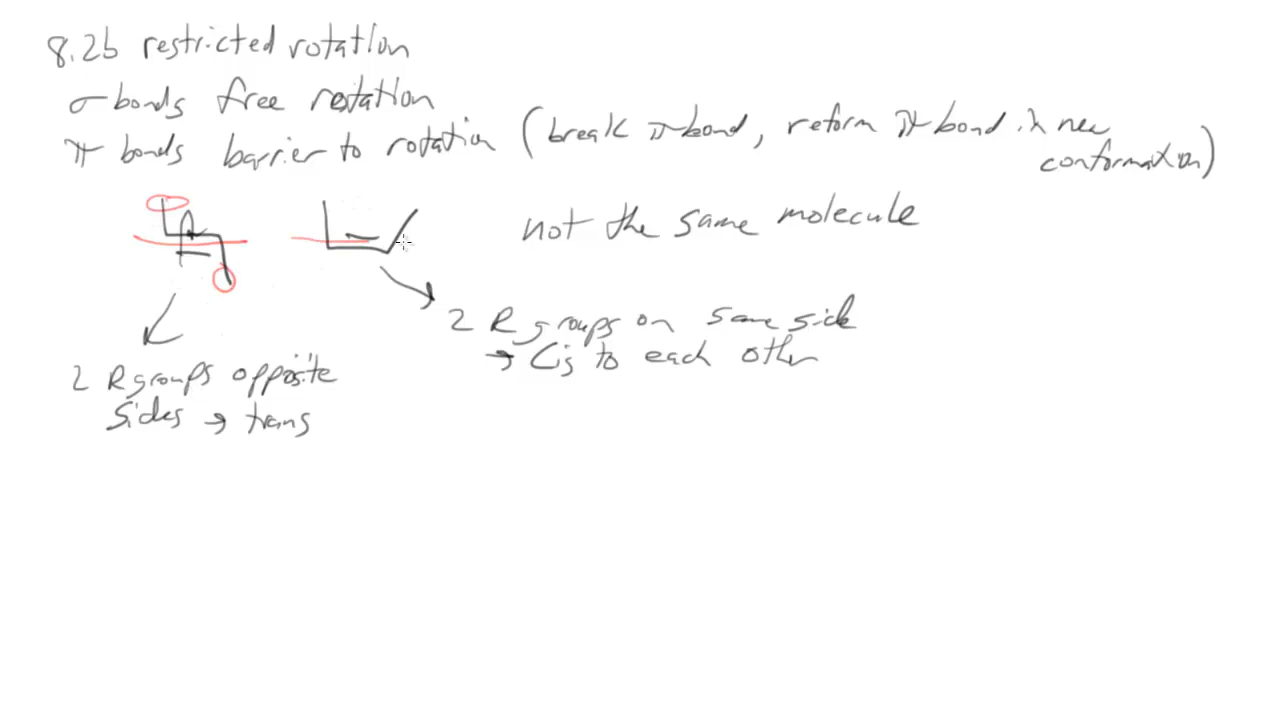 8.2b restricted rotation
σ bonds free rotation
π bonds barrier to rotation (break π bond, reform π bond in new conformation)
not the same molecule
2 R groups on same side
→ Cis to each other
2 R groups opposite
sides → trans